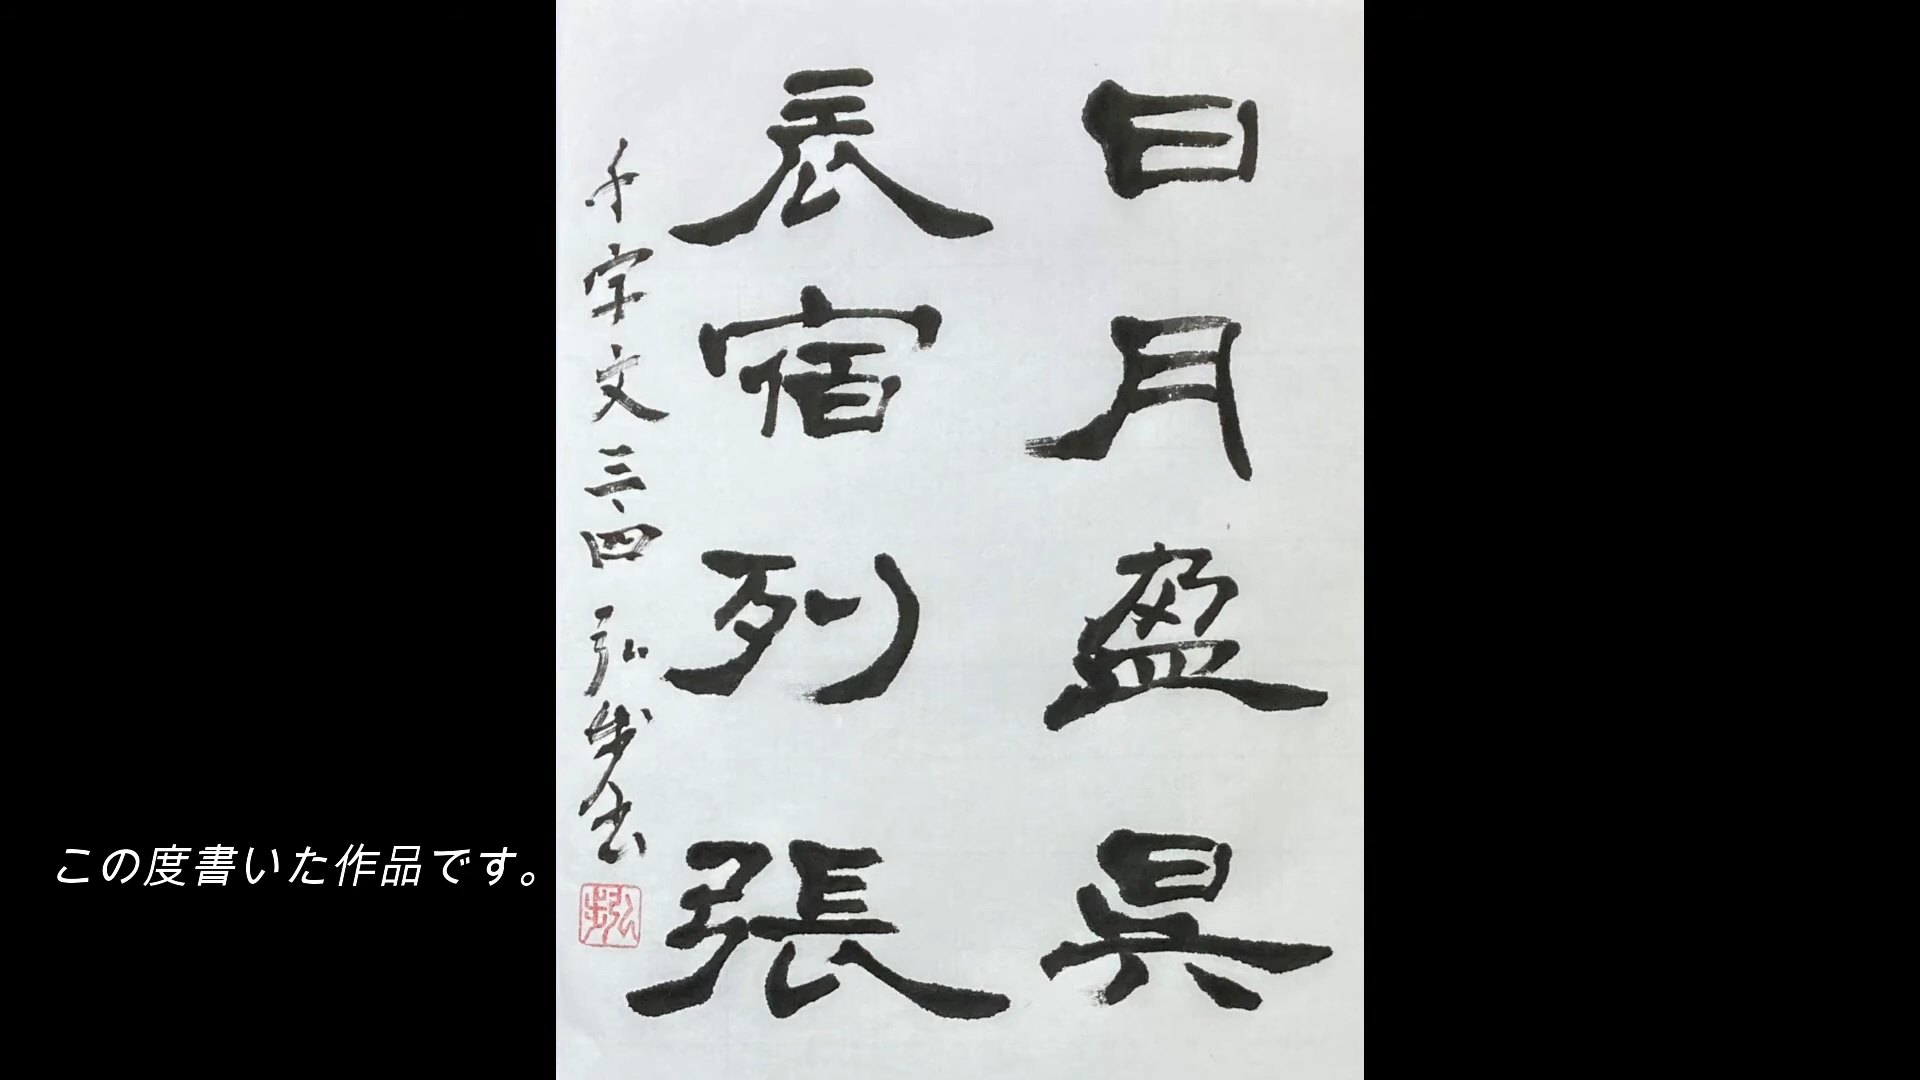 日月盈昃
辰宿列張
千字文三、四 弘歩書
この度書いた作品です。